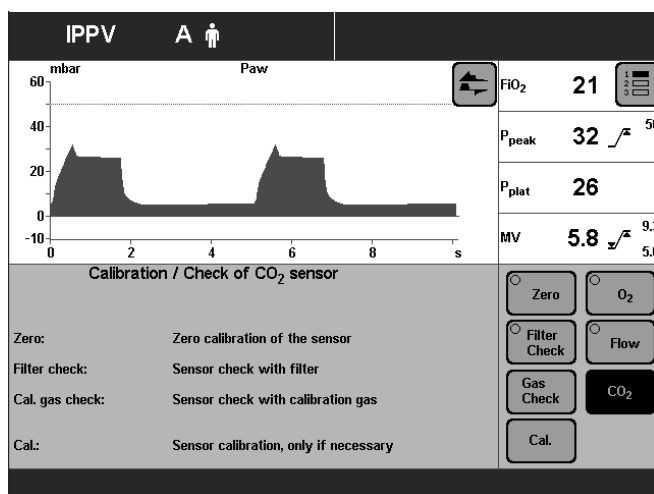 IPPV A
mbar Paw
60
40
20
0
-10
0 2 4 6 8 s
FiO2 21
1
2
3
Ppeak 32
Pplat 26
MV 5.8
Calibration / Check of CO2 sensor
Zero: Zero calibration of the sensor
Filter check: Sensor check with filter
Cal. gas check: Sensor check with calibration gas
Cal.: Sensor calibration, only if necessary
Zero O2
Filter Check Flow
Gas Check CO2
Cal.